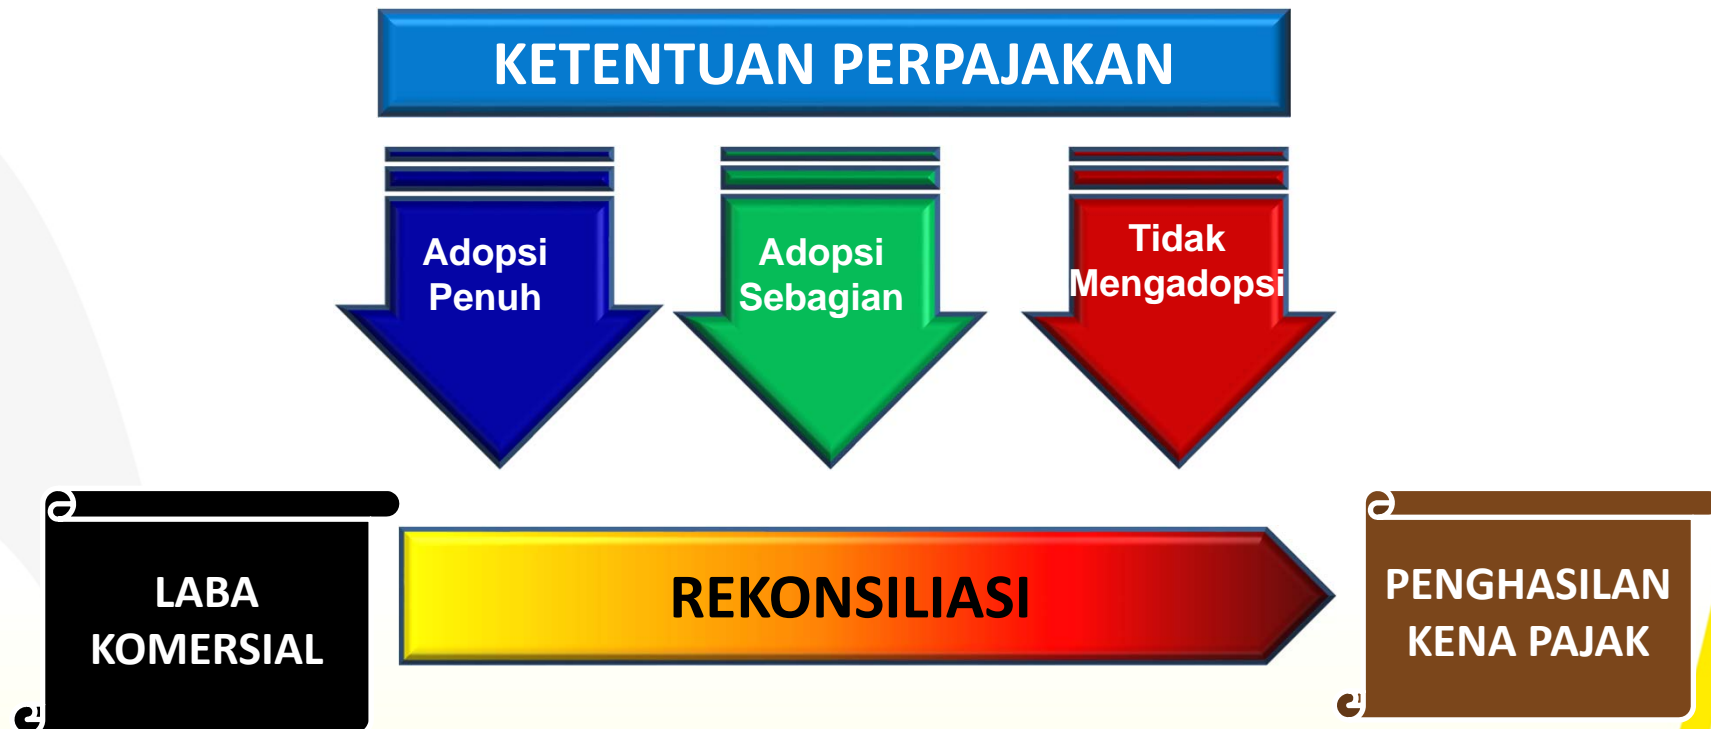 KETENTUAN PERPAJAKAN
Adopsi
Penuh
Adopsi
Sebagian
Tidak
Mengadopsi
LABA
KOMERSIAL
REKONSILIASI
PENGHASILAN
KENA PAJAK